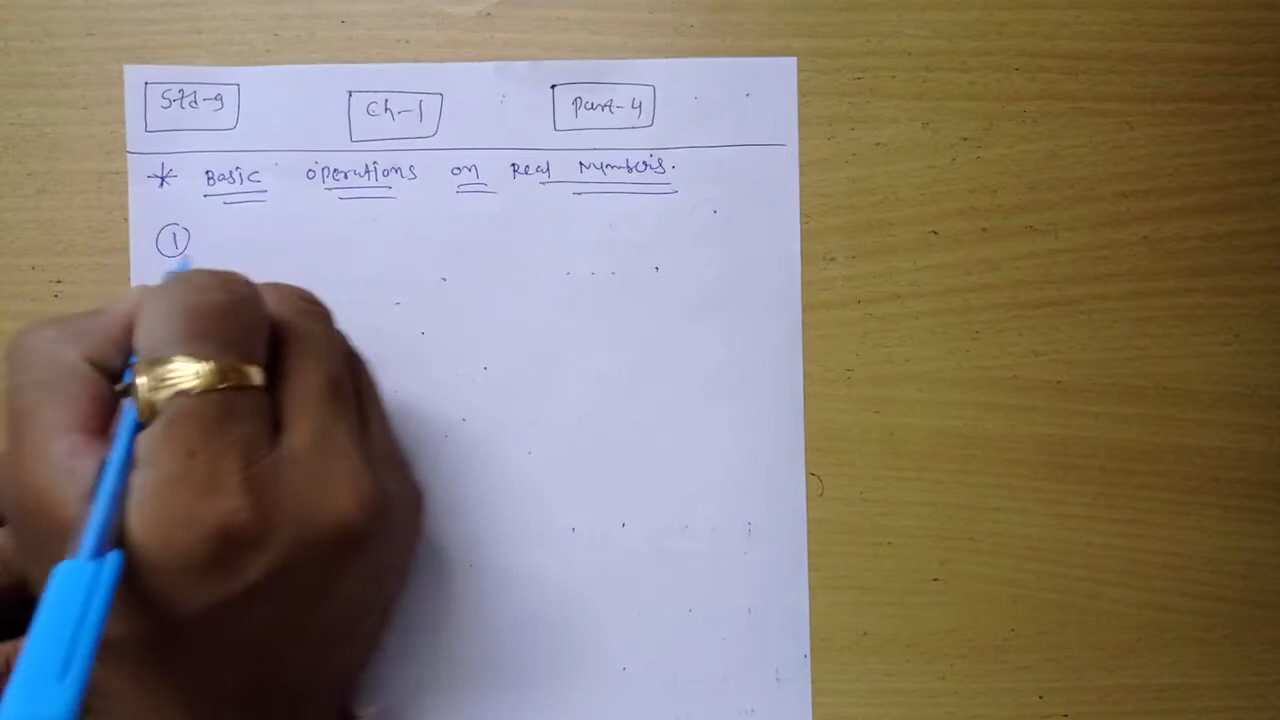 Std-9 Ch-1 Part-4
* Basic operations on Real Numbers.
①